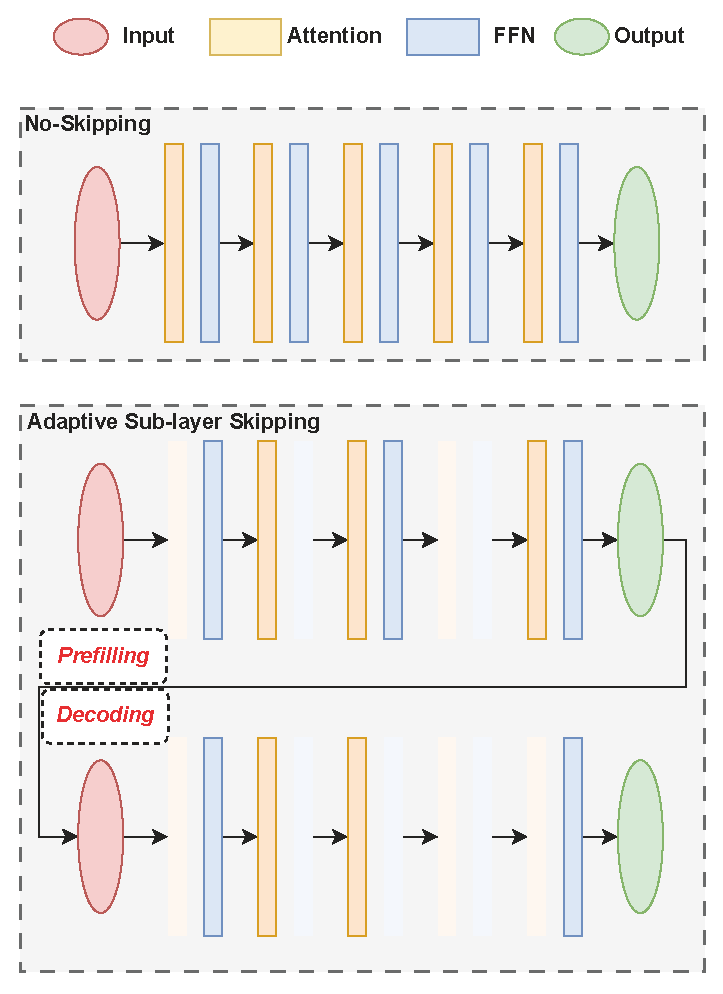 Input Attention FFN Output
No-Skipping
Adaptive Sub-layer Skipping
Prefilling
Decoding